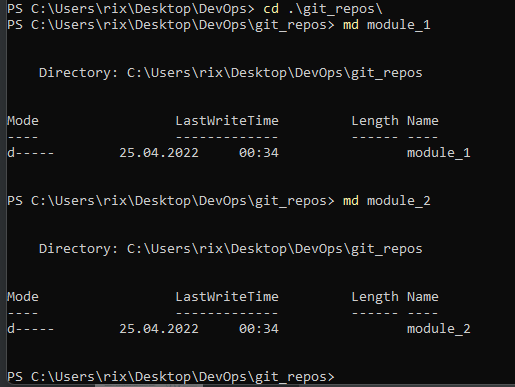 PS C:\Users\rix\Desktop\DevOps> cd .\git_repos\
PS C:\Users\rix\Desktop\DevOps\git_repos> md module_1
Directory: C:\Users\rix\Desktop\DevOps\git_repos
Mode LastWriteTime Length Name
---- ------------- ------ ----
d----- 25.04.2022 00:34 module_1
PS C:\Users\rix\Desktop\DevOps\git_repos> md module_2
Directory: C:\Users\rix\Desktop\DevOps\git_repos
Mode LastWriteTime Length Name
---- ------------- ------ ----
d----- 25.04.2022 00:34 module_2
PS C:\Users\rix\Desktop\DevOps\git_repos>